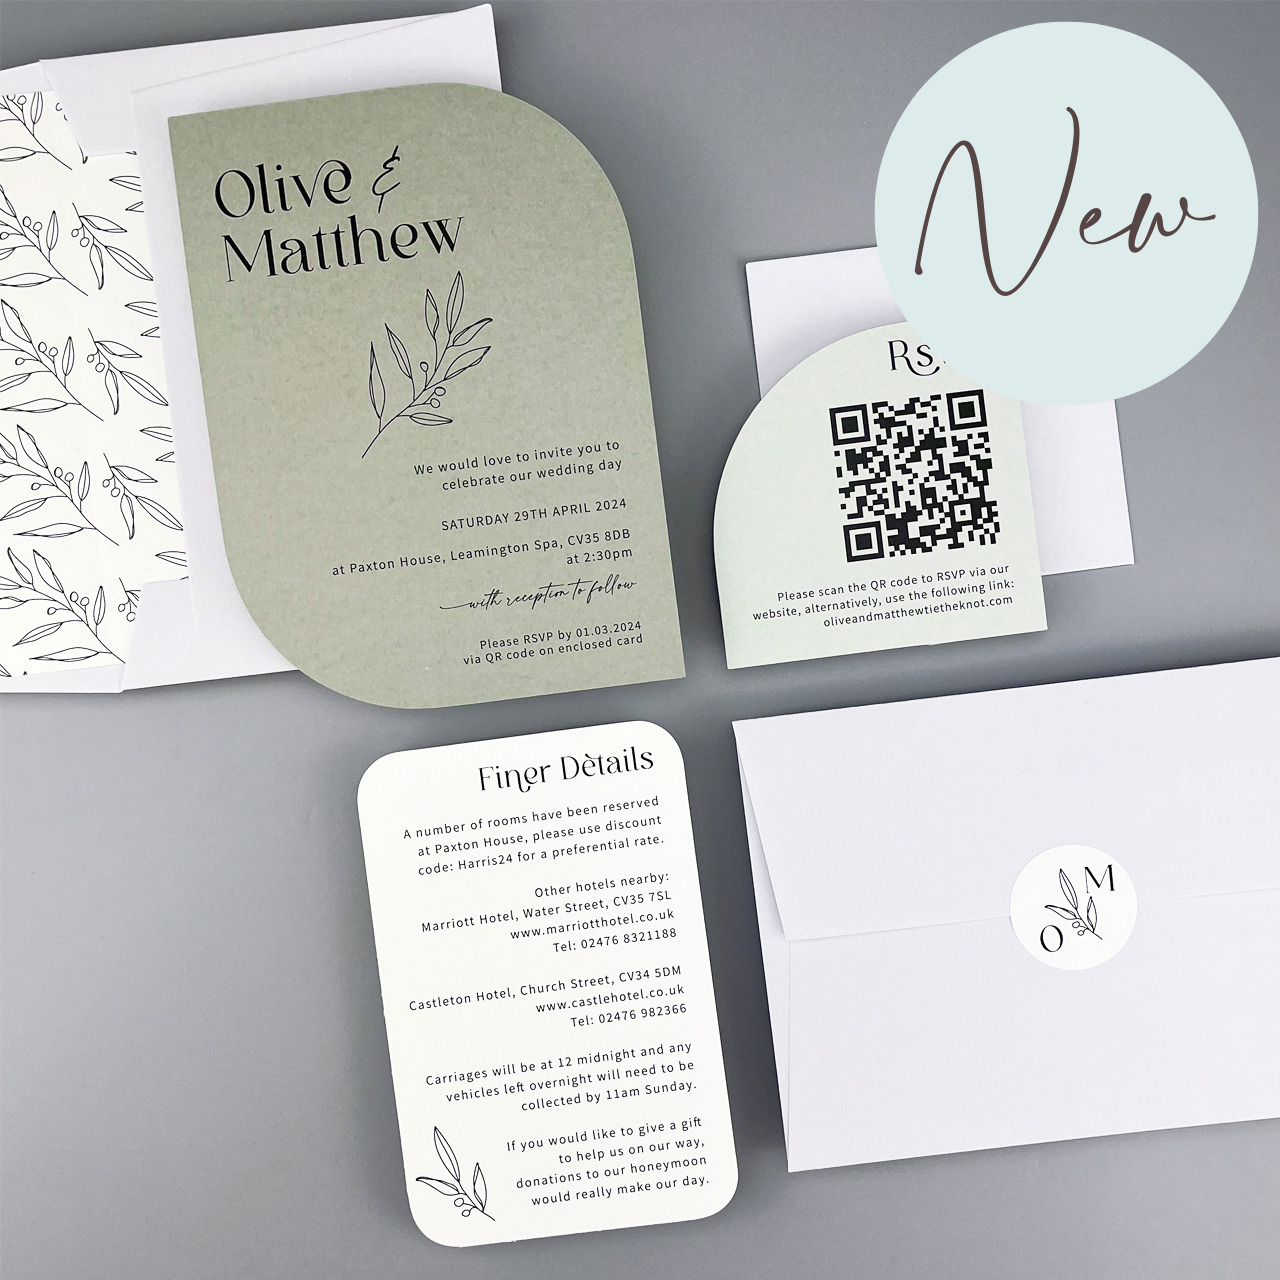 Olive &
Matthew
We would love to invite you to
celebrate our wedding day
SATURDAY 29TH APRIL 2024
at Paxton House, Leamington Spa, CV35 8DB
at 2:30pm
with reception to follow
Please RSVP by 01.03.2024
via QR code on enclosed card
New
Please scan the QR code to RSVP via our
website, alternatively, use the following link:
oliveandmatthewtietheknot.com
Finer Dètails
A number of rooms have been reserved
at Paxton House, please use discount
code: Harris24 for a preferential rate.
Other hotels nearby:
Marriott Hotel, Water Street, CV35 7SL
www.marriotthotel.co.uk
Tel: 02476 8321188
Castleton Hotel, Church Street, CV34 5DM
www.castlehotel.co.uk
Tel: 02476 982366
Carriages will be at 12 midnight and any
vehicles left overnight will need to be
collected by 11am Sunday.
If you would like to give a gift
to help us on our way,
donations to our honeymoon
would really make our day.
M
O